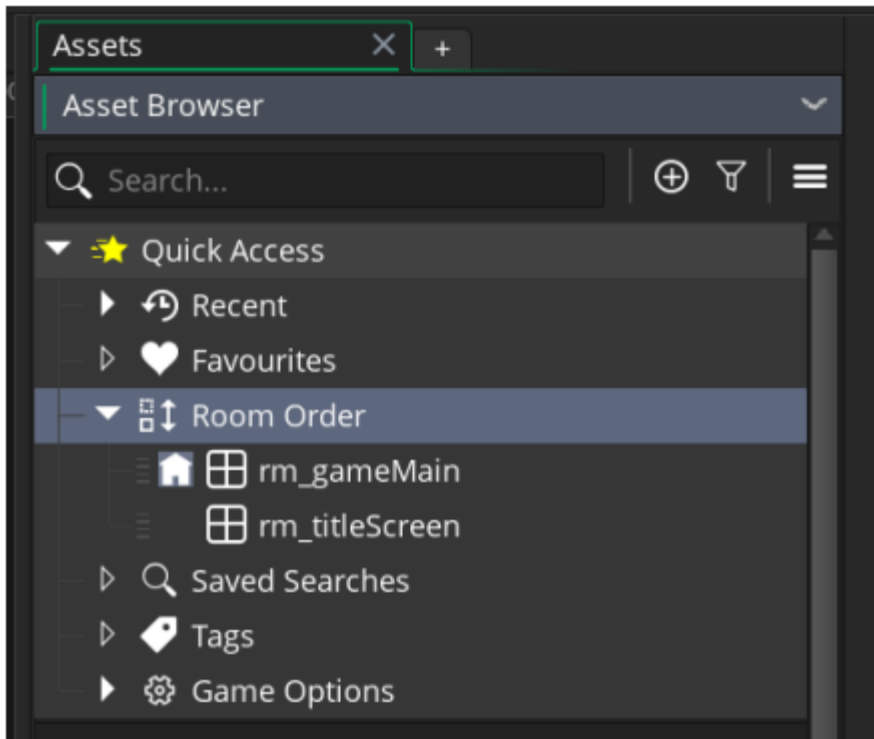 Assets
Asset Browser
Search...
Quick Access
Recent
Favourites
Room Order
rm_gameMain
rm_titleScreen
Saved Searches
Tags
Game Options